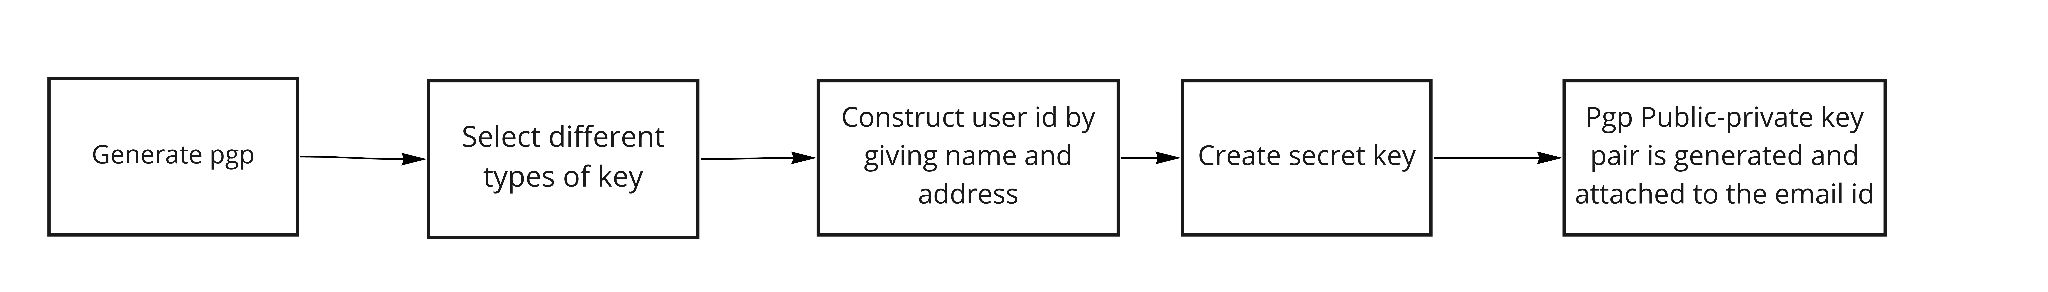 Generate pgp
Select different
types of key
Construct user id by
giving name and
address
Create secret key
Pgp Public-private key
pair is generated and
attached to the email id